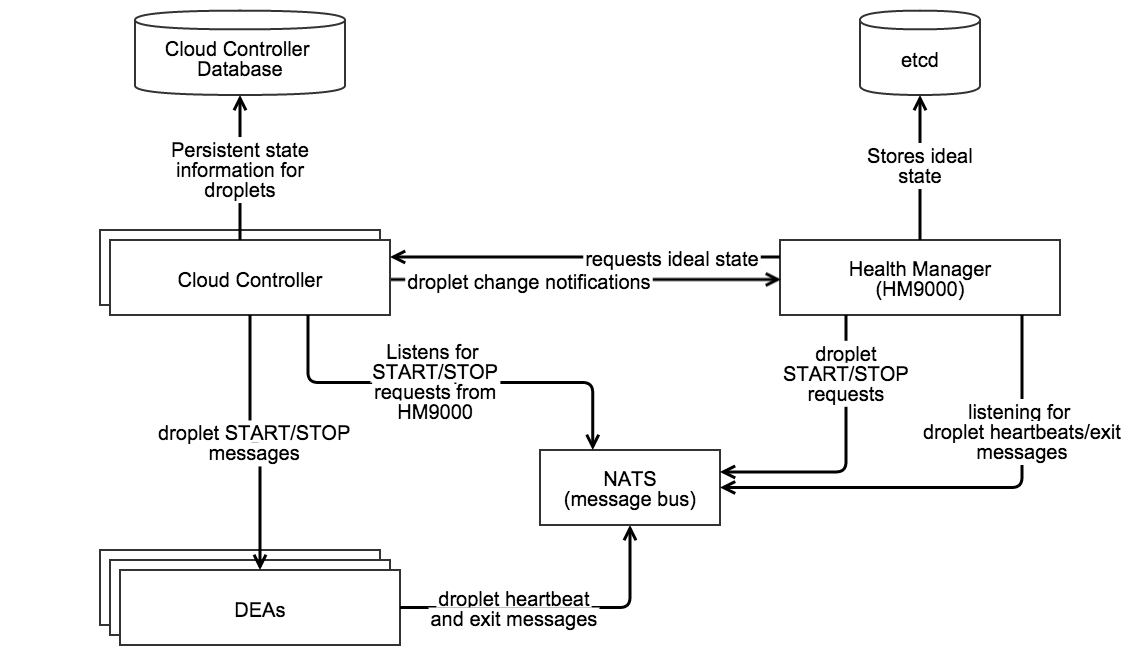 Cloud Controller
Database
etcd
Persistent state
information for
droplets
Stores ideal
state
requests ideal state
droplet change notifications
Cloud Controller
Health Manager
(HM9000)
Listens for
START/STOP
requests from
HM9000
droplet
START/STOP
requests
droplet START/STOP
messages
listening for
droplet heartbeats/exit
messages
NATS
(message bus)
DEAs
droplet heartbeat
and exit messages